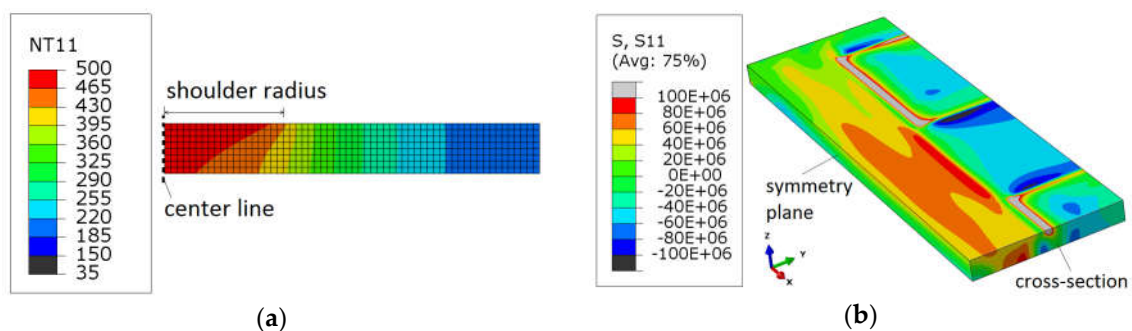 NT11
500
465
430
395
360
325
290
255
220
185
150
35
shoulder radius
center line
(a)
S, S11
(Avg: 75%)
100E+06
80E+06
60E+06
40E+06
20E+06
0E+00
-20E+06
-40E+06
-60E+06
-80E+06
-100E+06
symmetry
plane
z
Y
X
cross-section
(b)